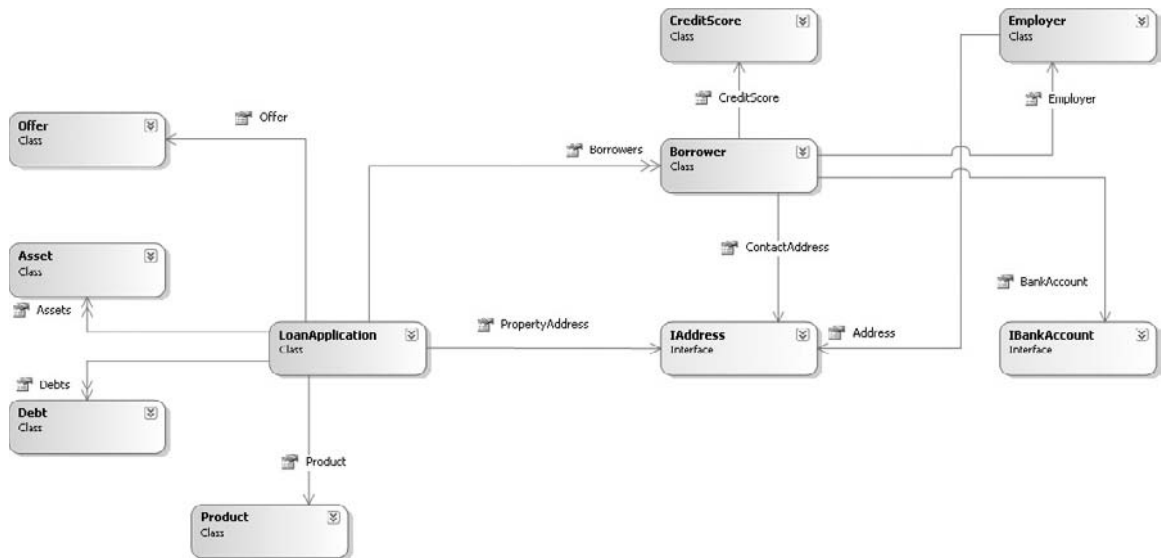 CreditScore
Class
Employer
Class
CreditScore
Employer
Offer
Class
Offer
Borrowers
Borrower
Class
ContactAddress
Asset
Class
BankAccount
Assets
LoanApplication
Class
PropertyAddress
IAddress
Interface
Address
IBankAccount
Interface
Debts
Debt
Class
Product
Product
Class